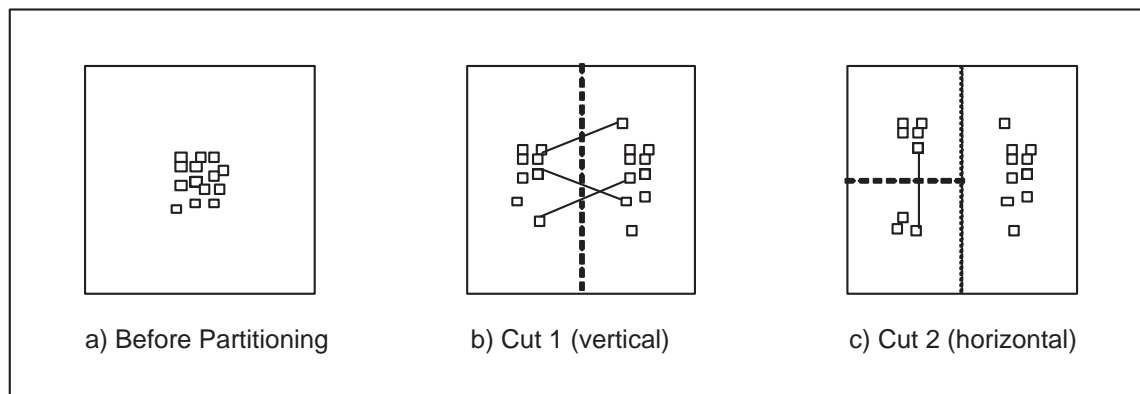 a) Before Partitioning
b) Cut 1 (vertical)
c) Cut 2 (horizontal)